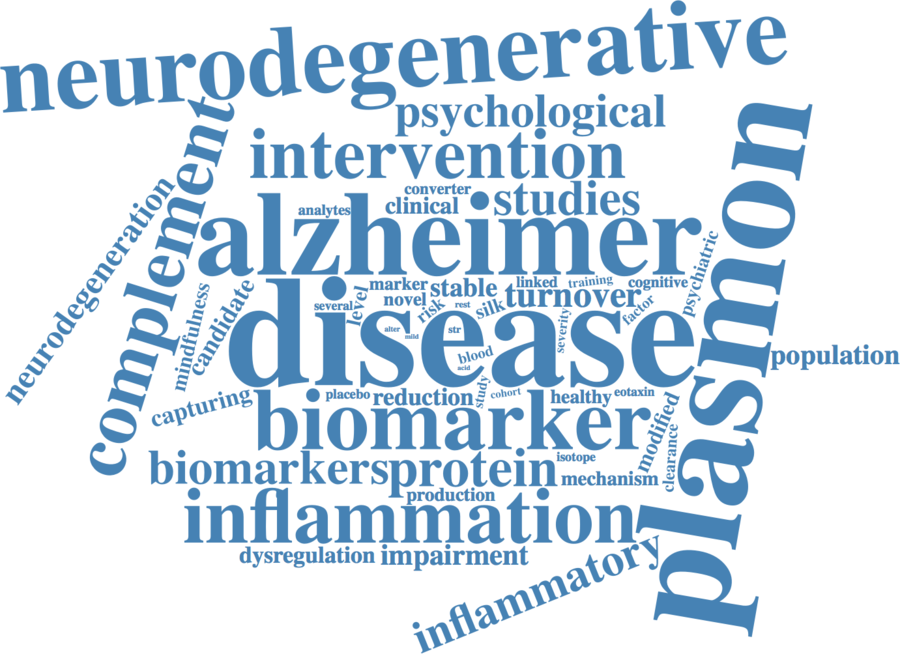 neurodegenerative
psychological
complement
intervention
plasmon
converter
studies
neurodegeneration
analytes
clinical
alzheimer
psychiatric
marker
stable
linked
training
cognitive
mindfulness
candidate
several
level
novel
risk
rest
silk
turnover
factor
disease
alter
mild
str
severity
blood
acid
population
capturing
placebo
reduction
study
cohort
healthy
eotaxin
modified
biomarker
clearance
biomarkers
protein
isotope
mechanism
production
inflammation
dysregulation
impairment
inflammatory